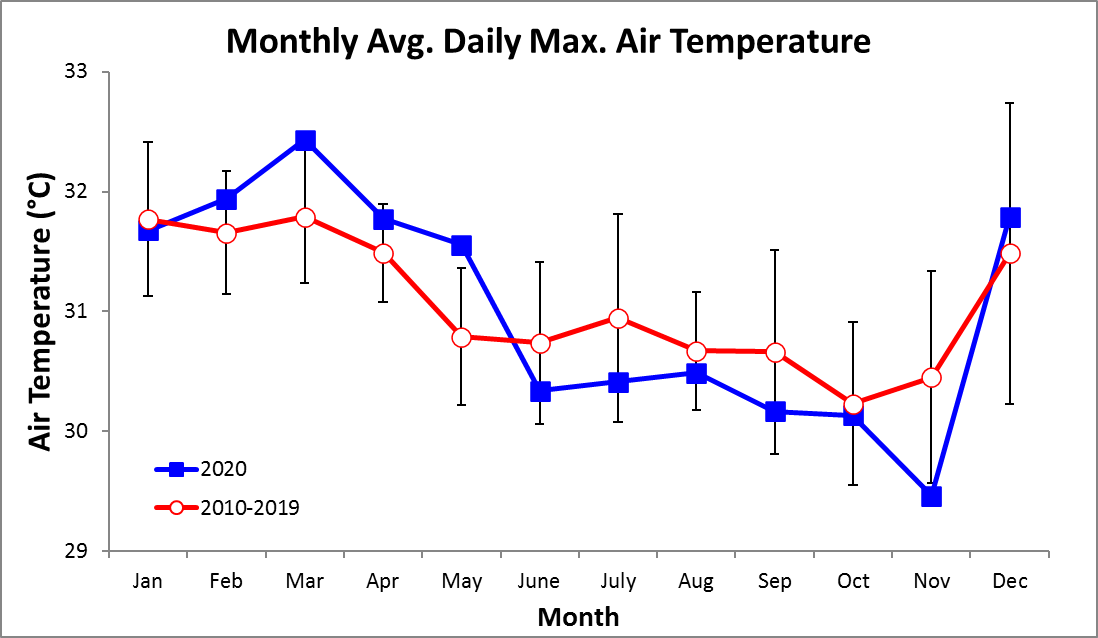 Monthly Avg. Daily Max. Air Temperature
33
32
31
30
29
Air Temperature (°C)
2020
2010-2019
Jan Feb Mar Apr May June July Aug Sep Oct Nov Dec
Month